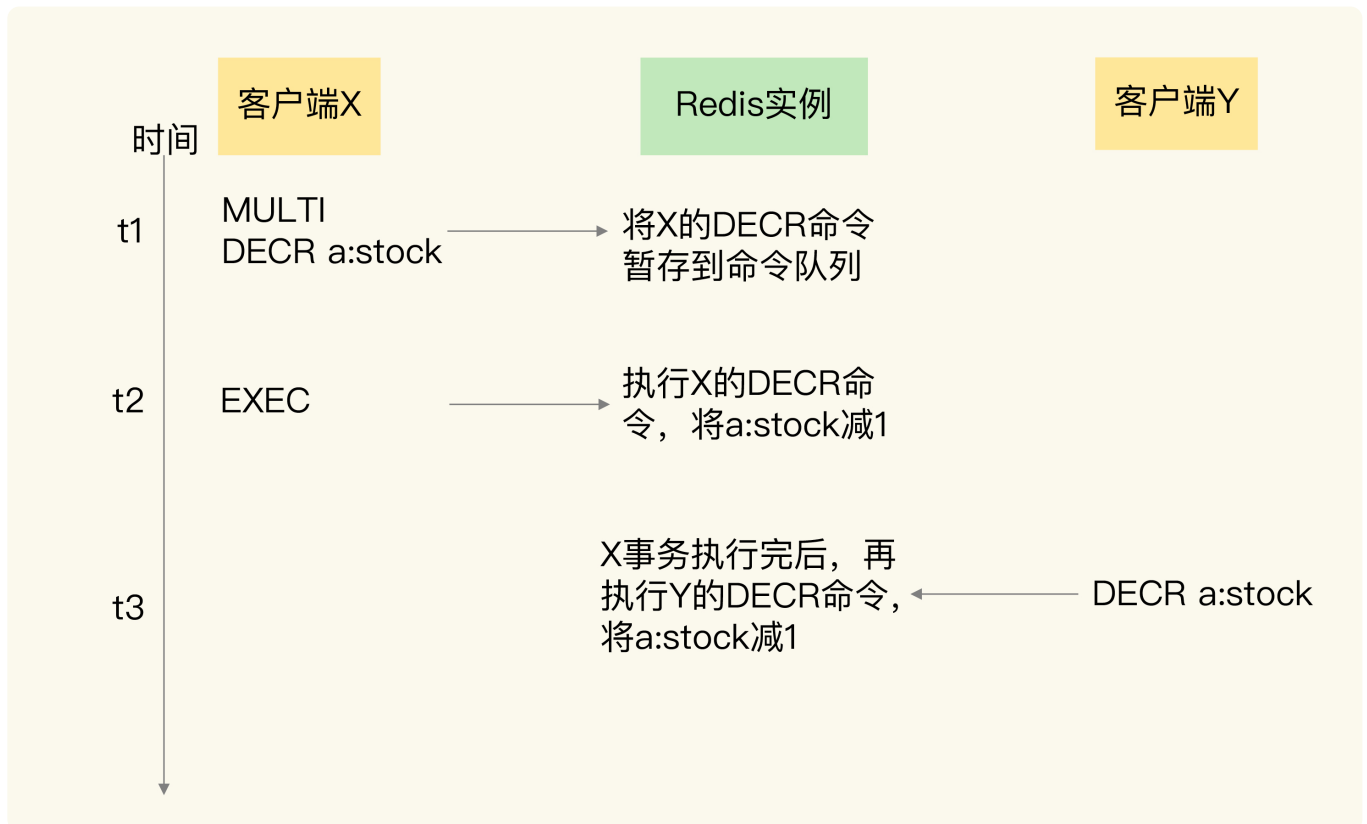 客户端X
Redis实例
客户端Y
时间
t1
MULTI
DECR a:stock
将X的DECR命令
暂存到命令队列
t2
EXEC
执行X的DECR命
令，将a:stock减1
t3
X事务执行完后，再
执行Y的DECR命令，
将a:stock减1
DECR a:stock